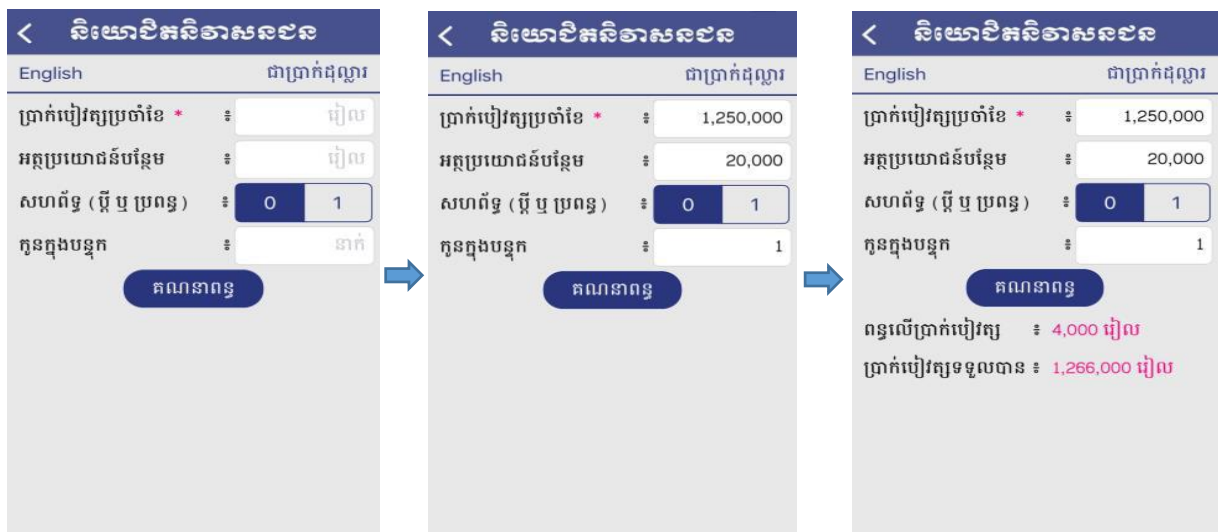 និយោជិតនិវាសនជន
English ជាប្រាក់ដុល្លារ
ប្រាក់បៀវត្សប្រចាំខែ * ៖ រៀល
អត្ថប្រយោជន៍បន្ថែម ៖ រៀល
សហព័ទ្ធ (ប្តី ឬ ប្រពន្ធ) ៖ 0 1
កូនក្នុងបន្ទុក ៖ នាក់
គណនាពន្ធ
និយោជិតនិវាសនជន
English ជាប្រាក់ដុល្លារ
ប្រាក់បៀវត្សប្រចាំខែ * ៖ 1,250,000
អត្ថប្រយោជន៍បន្ថែម ៖ 20,000
សហព័ទ្ធ (ប្តី ឬ ប្រពន្ធ) ៖ 0 1
កូនក្នុងបន្ទុក ៖ 1
គណនាពន្ធ
និយោជិតនិវាសនជន
English ជាប្រាក់ដុល្លារ
ប្រាក់បៀវត្សប្រចាំខែ * ៖ 1,250,000
អត្ថប្រយោជន៍បន្ថែម ៖ 20,000
សហព័ទ្ធ (ប្តី ឬ ប្រពន្ធ) ៖ 0 1
កូនក្នុងបន្ទុក ៖ 1
គណនាពន្ធ
ពន្ធលើប្រាក់បៀវត្ស ៖ 4,000 រៀល
ប្រាក់បៀវត្សទទួលបាន ៖ 1,266,000 រៀល